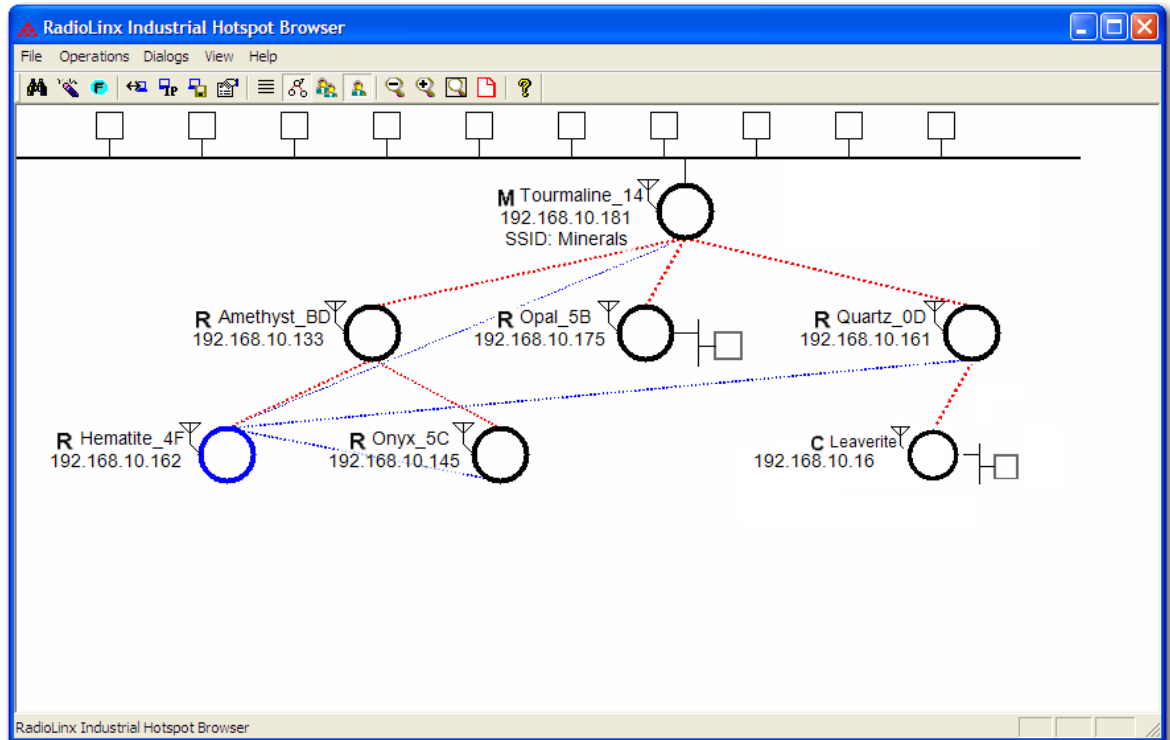 RadioLinx Industrial Hotspot Browser
File Operations Dialogs View Help
F IP ?
M Tourmaline_14
192.168.10.181
SSID: Minerals
R Amethyst_BD
192.168.10.133
R Opal_5B
192.168.10.175
R Quartz_0D
192.168.10.161
R Hematite_4F
192.168.10.162
R Onyx_5C
192.168.10.145
C Leaverite
192.168.10.16
RadioLinx Industrial Hotspot Browser